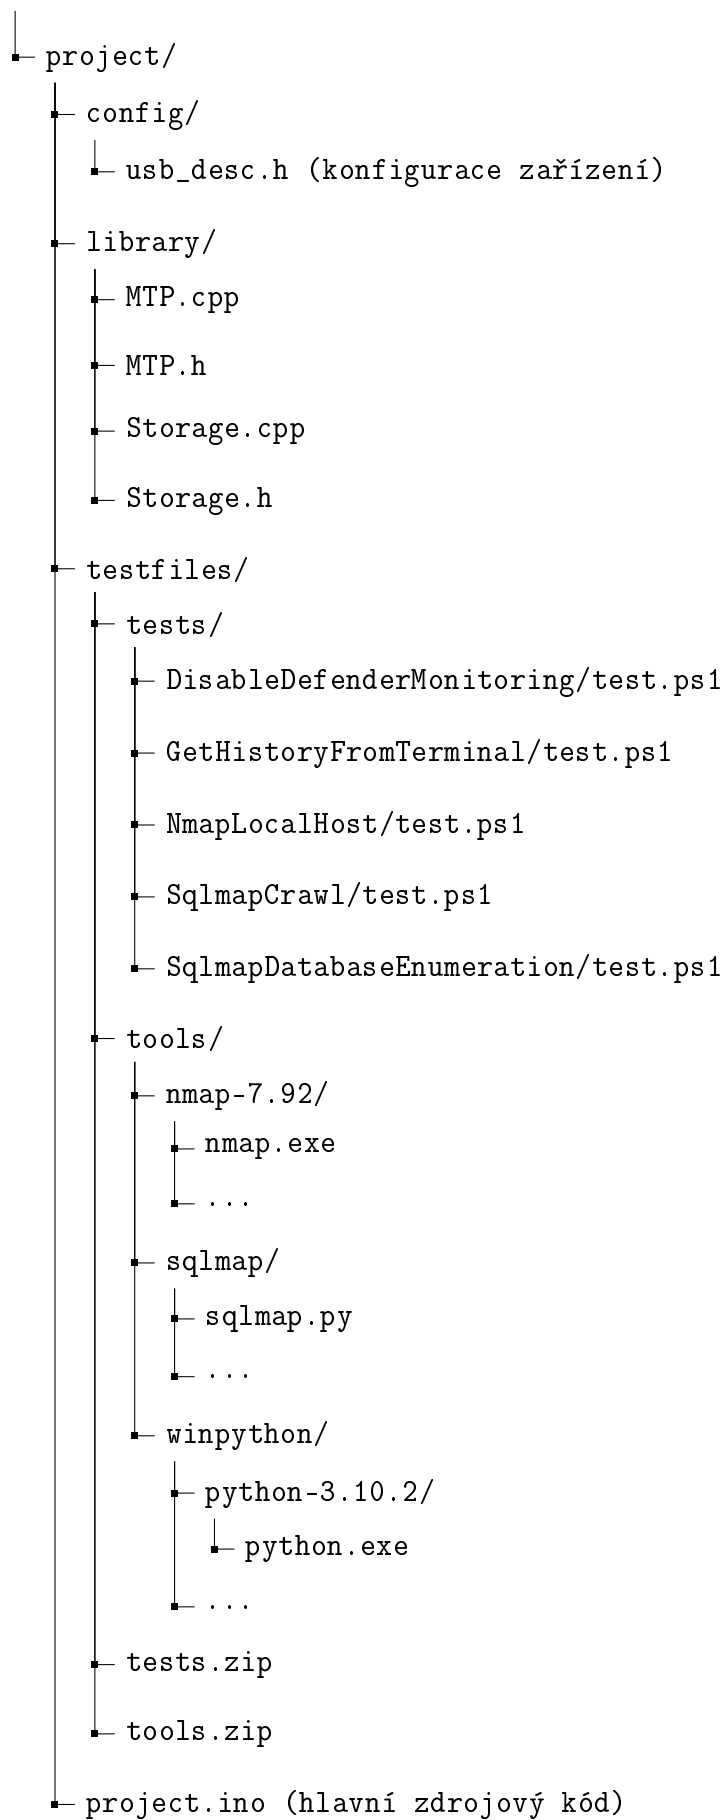 project/
config/
usb_desc.h (konfigurace zařízení)
library/
MTP.cpp
MTP.h
Storage.cpp
Storage.h
testfiles/
tests/
DisableDefenderMonitoring/test.ps1
GetHistoryFromTerminal/test.ps1
NmapLocalHost/test.ps1
SqlmapCrawl/test.ps1
SqlmapDatabaseEnumeration/test.ps1
tools/
nmap-7.92/
nmap.exe
...
sqlmap/
sqlmap.py
...
winpython/
python-3.10.2/
python.exe
...
tests.zip
tools.zip
project.ino (hlavní zdrojový kód)